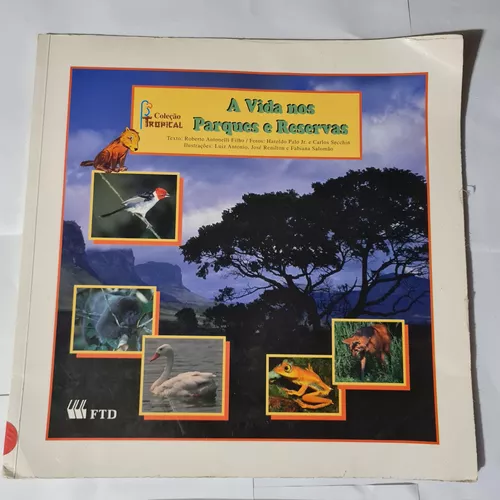 Coleção
TROPICAL
A Vida nos
Parques e Reservas
Texto: Roberto Antonelli Filho / Fotos: Haroldo Palo Jr. e Carlos Secchin
Ilustrações: Luiz Antonio, José Rosilton e Fabiano Salomão
FTD